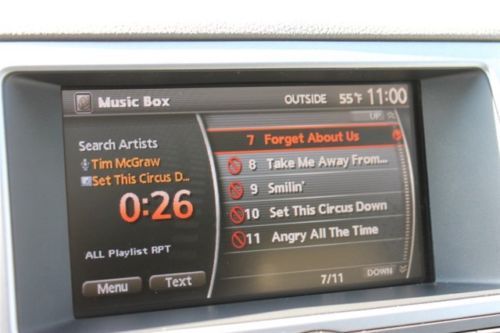 Music Box
OUTSIDE 55°F 11:00
UP
Search Artists
Tim McGraw
Set This Circus D...
0:26
ALL Playlist RPT
Menu Text
7 Forget About Us
8 Take Me Away From...
9 Smilin'
10 Set This Circus Down
11 Angry All The Time
7/11 DOWN